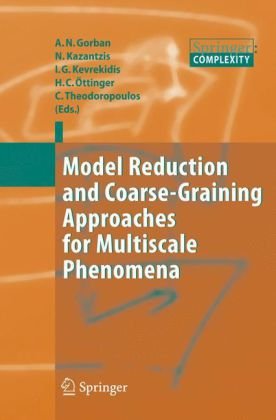 A. N. Gorban
N. Kazantzis
I. G. Kevrekidis
H. C. Öttinger
C. Theodoropoulos
(Eds.)
Springer:
COMPLEXITY
Model Reduction
and Coarse-Graining
Approaches
for Multiscale
Phenomena
Springer